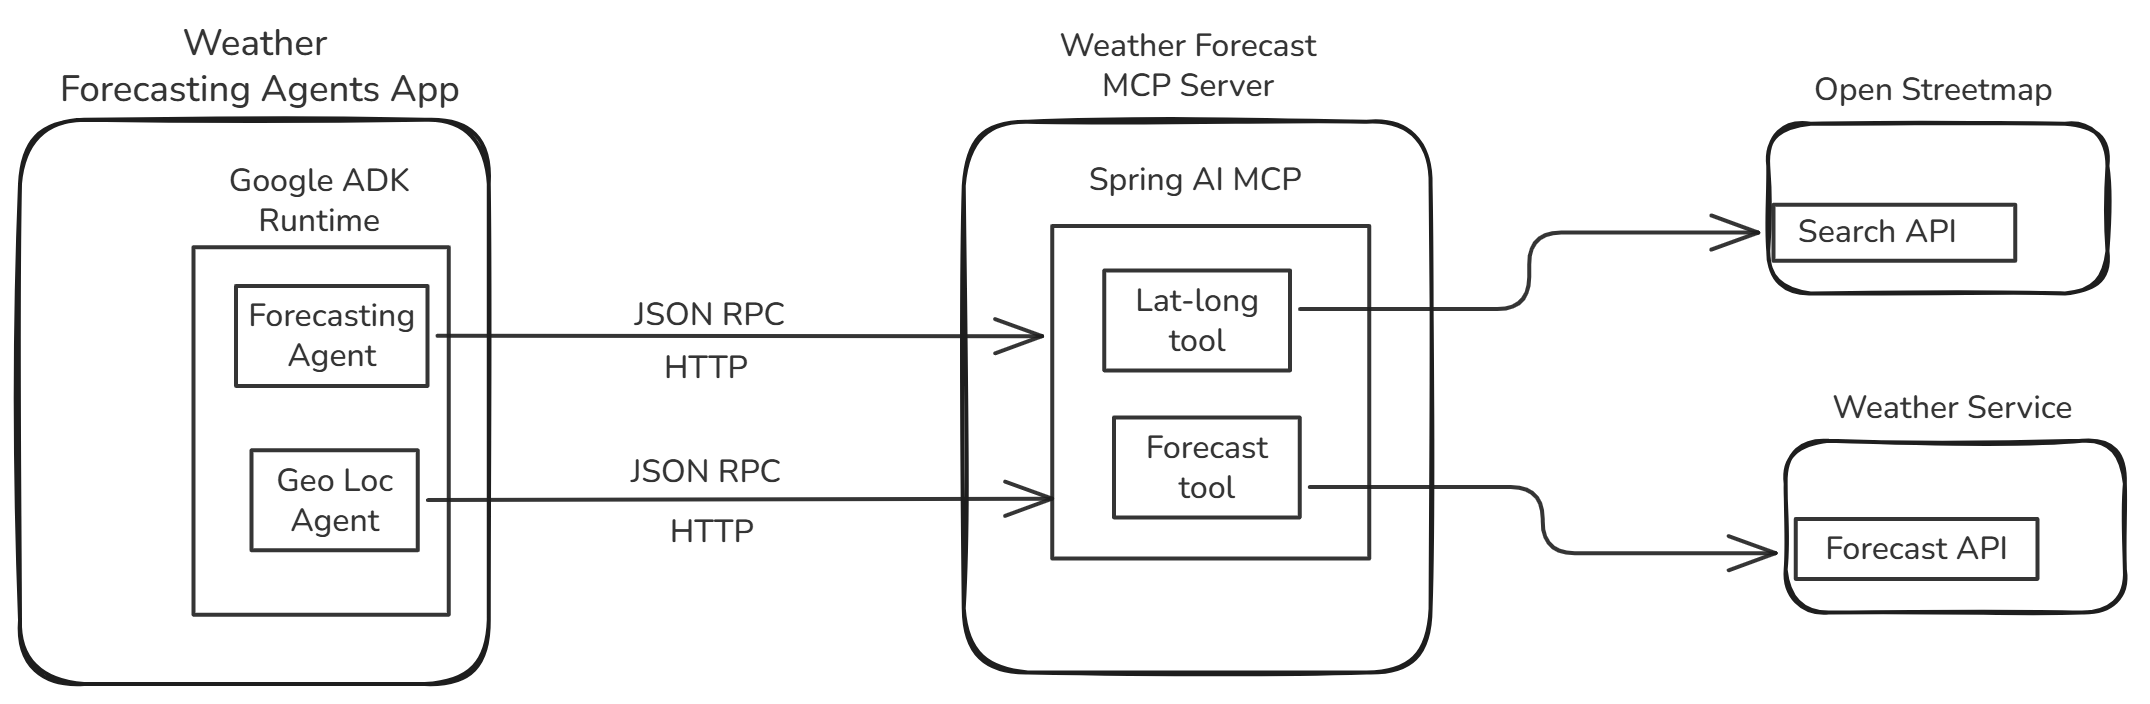 Weather
Forecasting Agents App
Google ADK
Runtime
Forecasting
Agent
Geo Loc
Agent
JSON RPC
HTTP
JSON RPC
HTTP
Weather Forecast
MCP Server
Spring AI MCP
Lat-long
tool
Forecast
tool
Open Streetmap
Search API
Weather Service
Forecast API